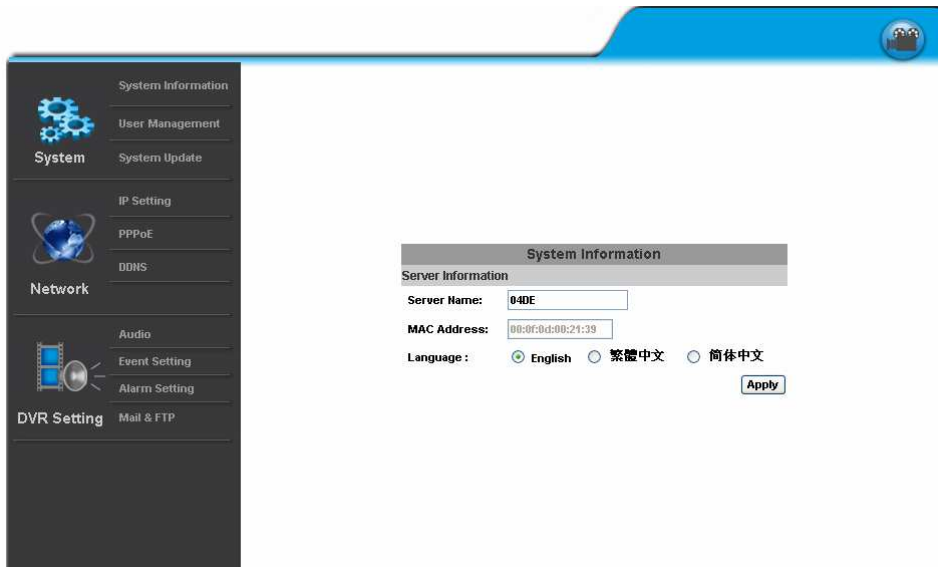 System Information
User Management
System
System Update
IP Setting
PPPoE
DDNS
Network
Audio
Event Setting
Alarm Setting
DVR Setting
Mail & FTP
System Information
Server Information
Server Name: 04DE
MAC Address: 00:0f:0d:00:21:39
Language : English 繁體中文 简体中文
Apply